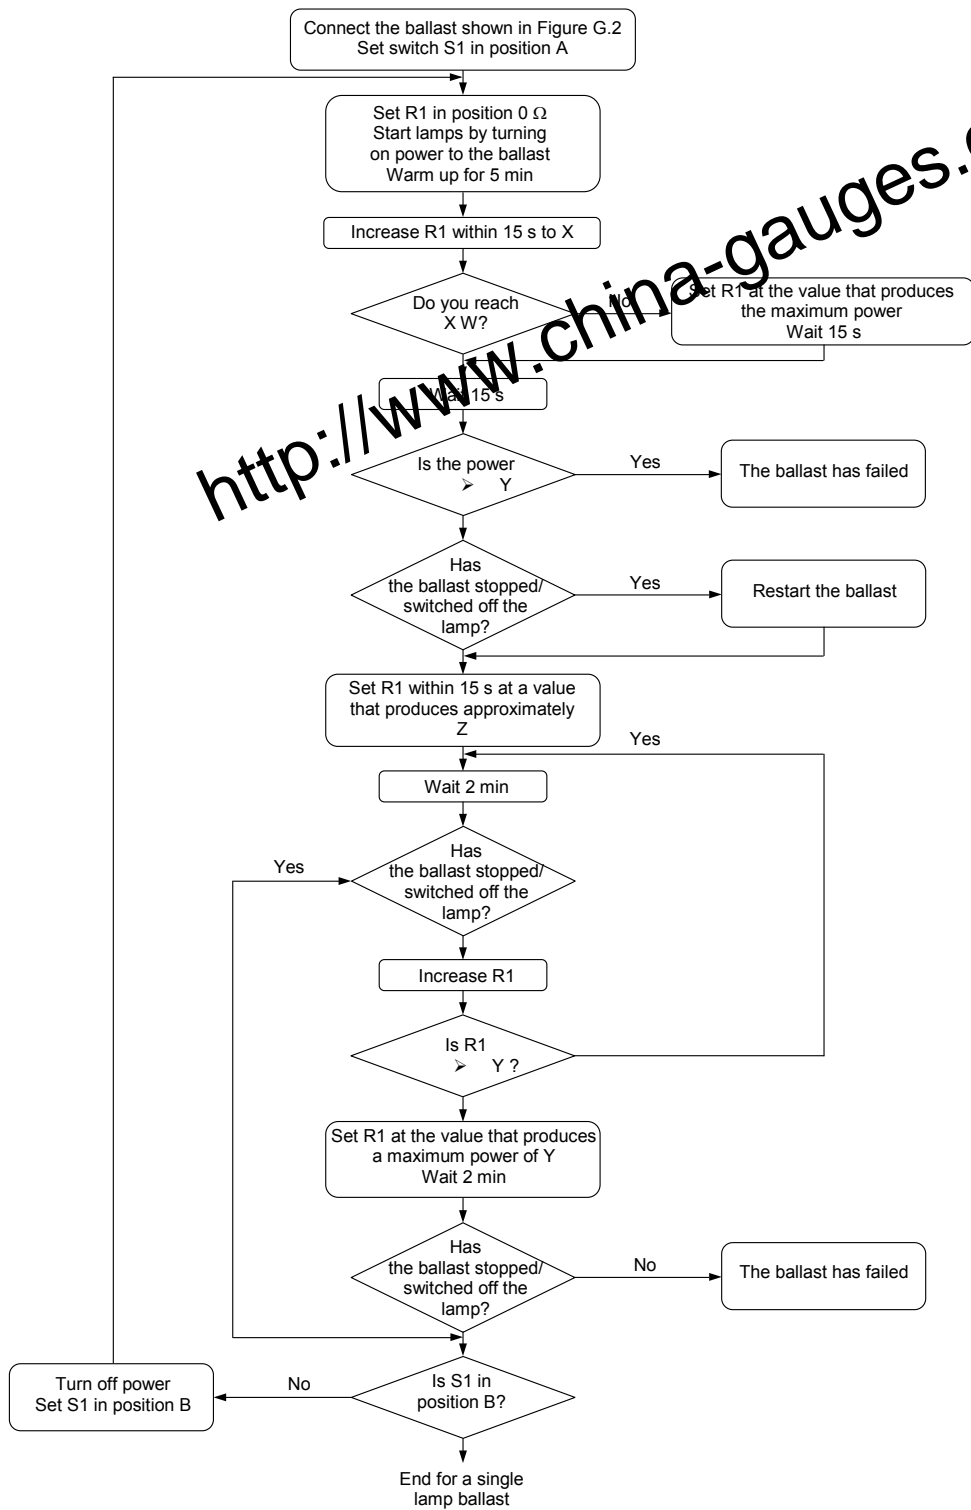 Connect the ballast shown in Figure G.2
Set switch S1 in position A
Set R1 in position 0 Ω
Start lamps by turning
on power to the ballast
Warm up for 5 min
Increase R1 within 15 s to X
Do you reach
X W?
No
Set R1 at the value that produces
the maximum power
Wait 15 s
Wait 15 s
http://www.china-gauges.c
Is the power
➢ Y
Yes
The ballast has failed
Has
the ballast stopped/
switched off the
lamp?
Yes
Restart the ballast
Set R1 within 15 s at a value
that produces approximately
Z
Yes
Wait 2 min
Yes
Has
the ballast stopped/
switched off the
lamp?
Increase R1
Is R1
➢ Y ?
Set R1 at the value that produces
a maximum power of Y
Wait 2 min
Has
the ballast stopped/
switched off the
lamp?
No
The ballast has failed
Turn off power
Set S1 in position B
No
Is S1 in
position B?
End for a single
lamp ballast